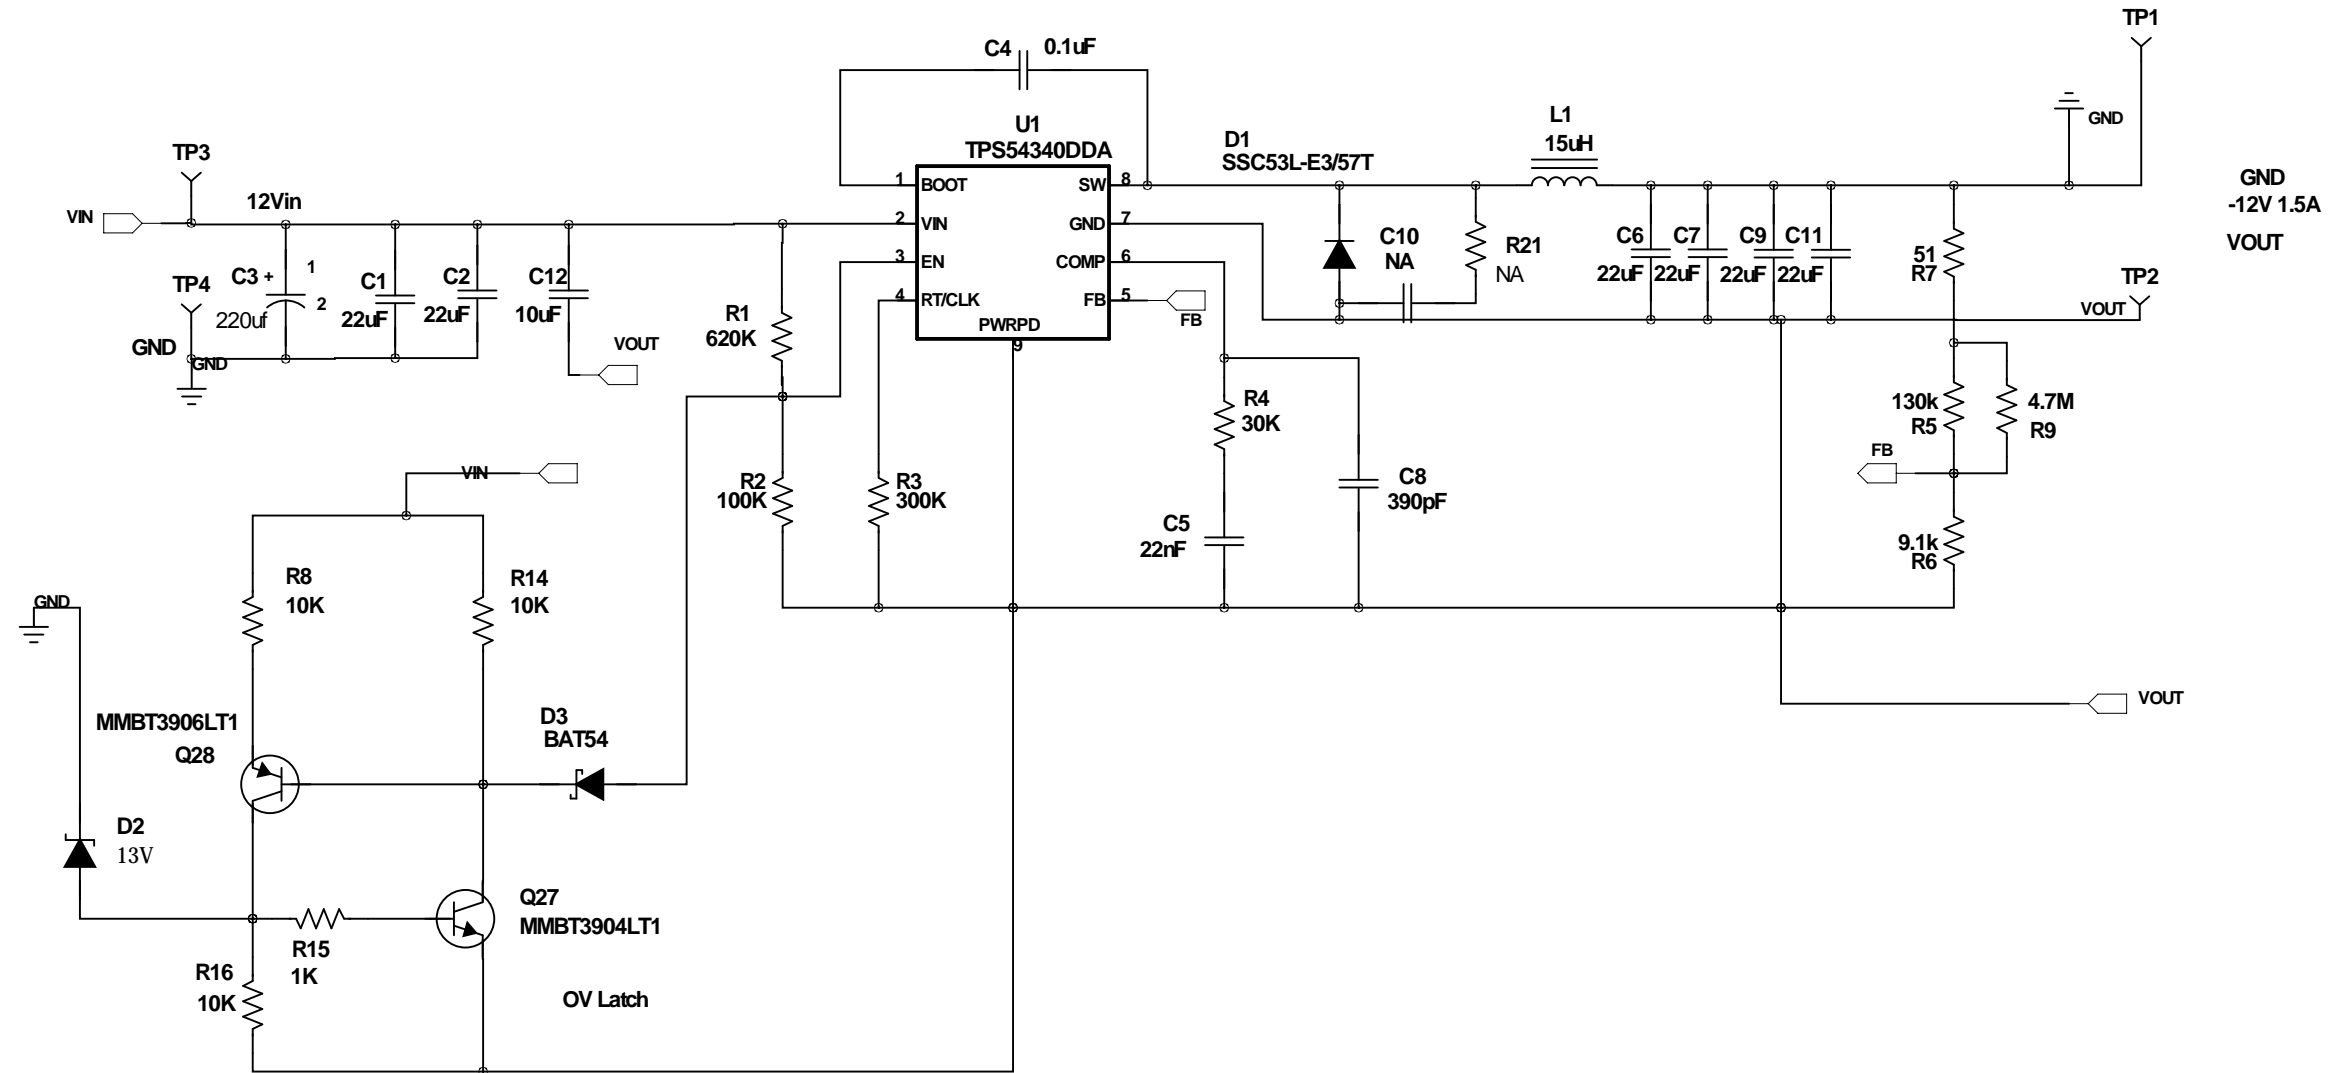 TP1
C4 0.1uF
L1
15uH
GND
U1
TPS54340DDA
D1
SSC53L-E3/57T
TP3
1 BOOT SW 8
GND
-12V 1.5A
VOUT
12Vin
VIN
2 VIN GND 7
C10
NA
R21
NA
C6 C7 C9 C11
22uF 22uF 22uF 22uF
51
R7
3 EN COMP 6
TP4
C3 + 1
2
220uf
C1
22uF
C2
22uF
C12
10uF
TP2
VOUT
4 RT/CLK FB 5
FB
PWRPD
9
R1
620K
VOUT
GND
GND
R4
30K
130k
R5
4.7M
R9
FB
VIN
R2
100K
R3
300K
C8
390pF
C5
22nF
9.1k
R6
R8
10K
R14
10K
GND
MMBT3906LT1
Q28
D3
BAT54
VOUT
D2
13V
Q27
MMBT3904LT1
R15
1K
R16
10K
OV Latch